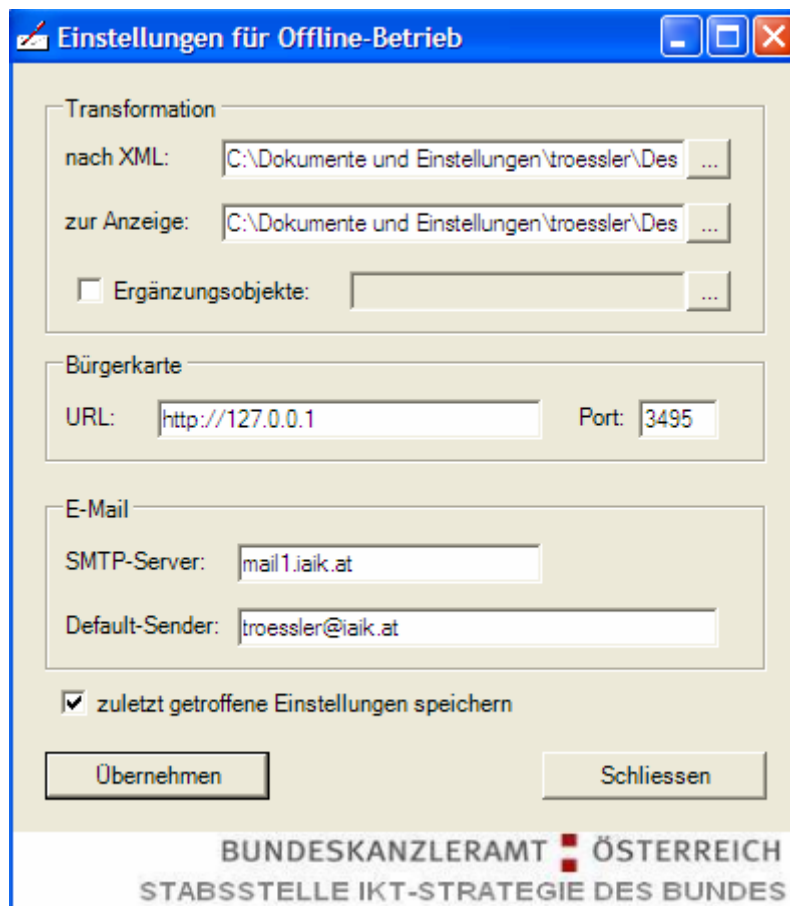 Einstellungen für Offline-Betrieb
Transformation
nach XML: C:\Dokumente und Einstellungen\troessler\Des ...
zur Anzeige: C:\Dokumente und Einstellungen\troessler\Des ...
Ergänzungsobjekte: ...
Bürgerkarte
URL: http://127.0.0.1 Port: 3495
E-Mail
SMTP-Server: mail1.iaik.at
Default-Sender: troessler@iaik.at
zuletzt getroffene Einstellungen speichern
Übernehmen Schliessen
BUNDESKANZLERAMT ÖSTERREICH
STABSSTELLE IKT-STRATEGIE DES BUNDES